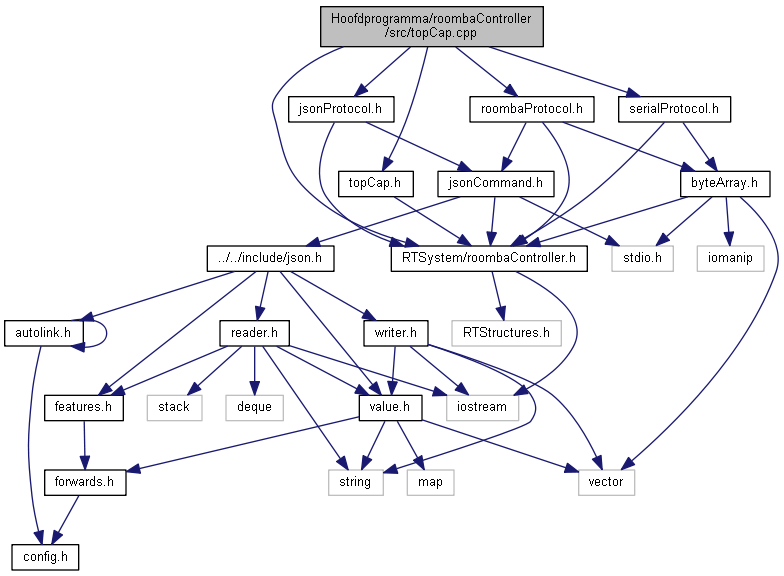 Hoofdprogramma/roombaController
/src/topCap.cpp
jsonProtocol.h
roombaProtocol.h
serialProtocol.h
topCap.h
jsonCommand.h
byteArray.h
../../include/json.h
RTSystem/roombaController.h
stdio.h
iomanip
autolink.h
reader.h
writer.h
RTStructures.h
features.h
stack
deque
value.h
iostream
forwards.h
string
map
vector
config.h